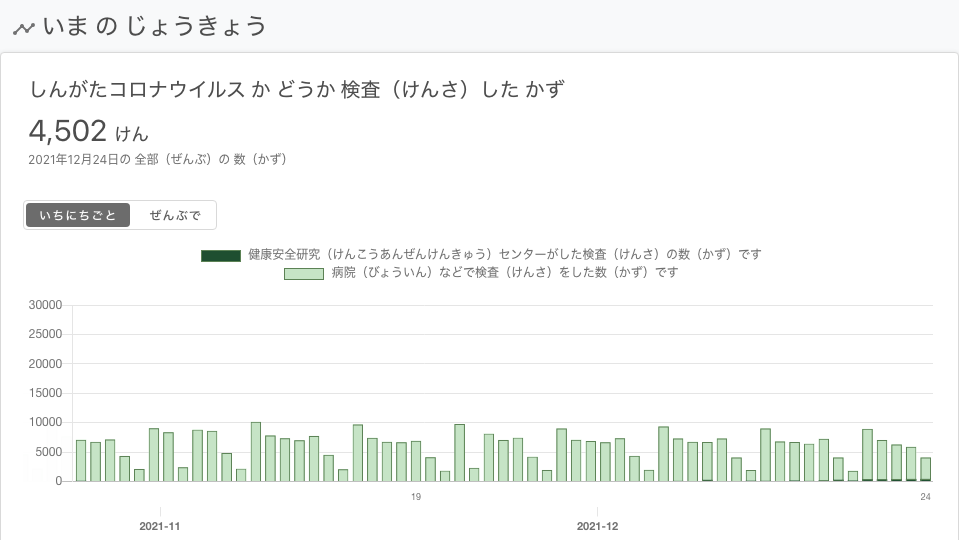 いま の じょうきょう
しんがたコロナウイルス か どうか 検査（けんさ）した かず
4,502 けん
2021年12月24日の 全部（ぜんぶ）の 数（かず）
いちにちごと ぜんぶで
健康安全研究（けんこうあんぜんけんきゅう）センターがした検査（けんさ）の数（かず）です
病院（びょういん）などで検査（けんさ）をした数（かず）です
30000
25000
20000
15000
10000
5000
0
19 24
2021-11 2021-12